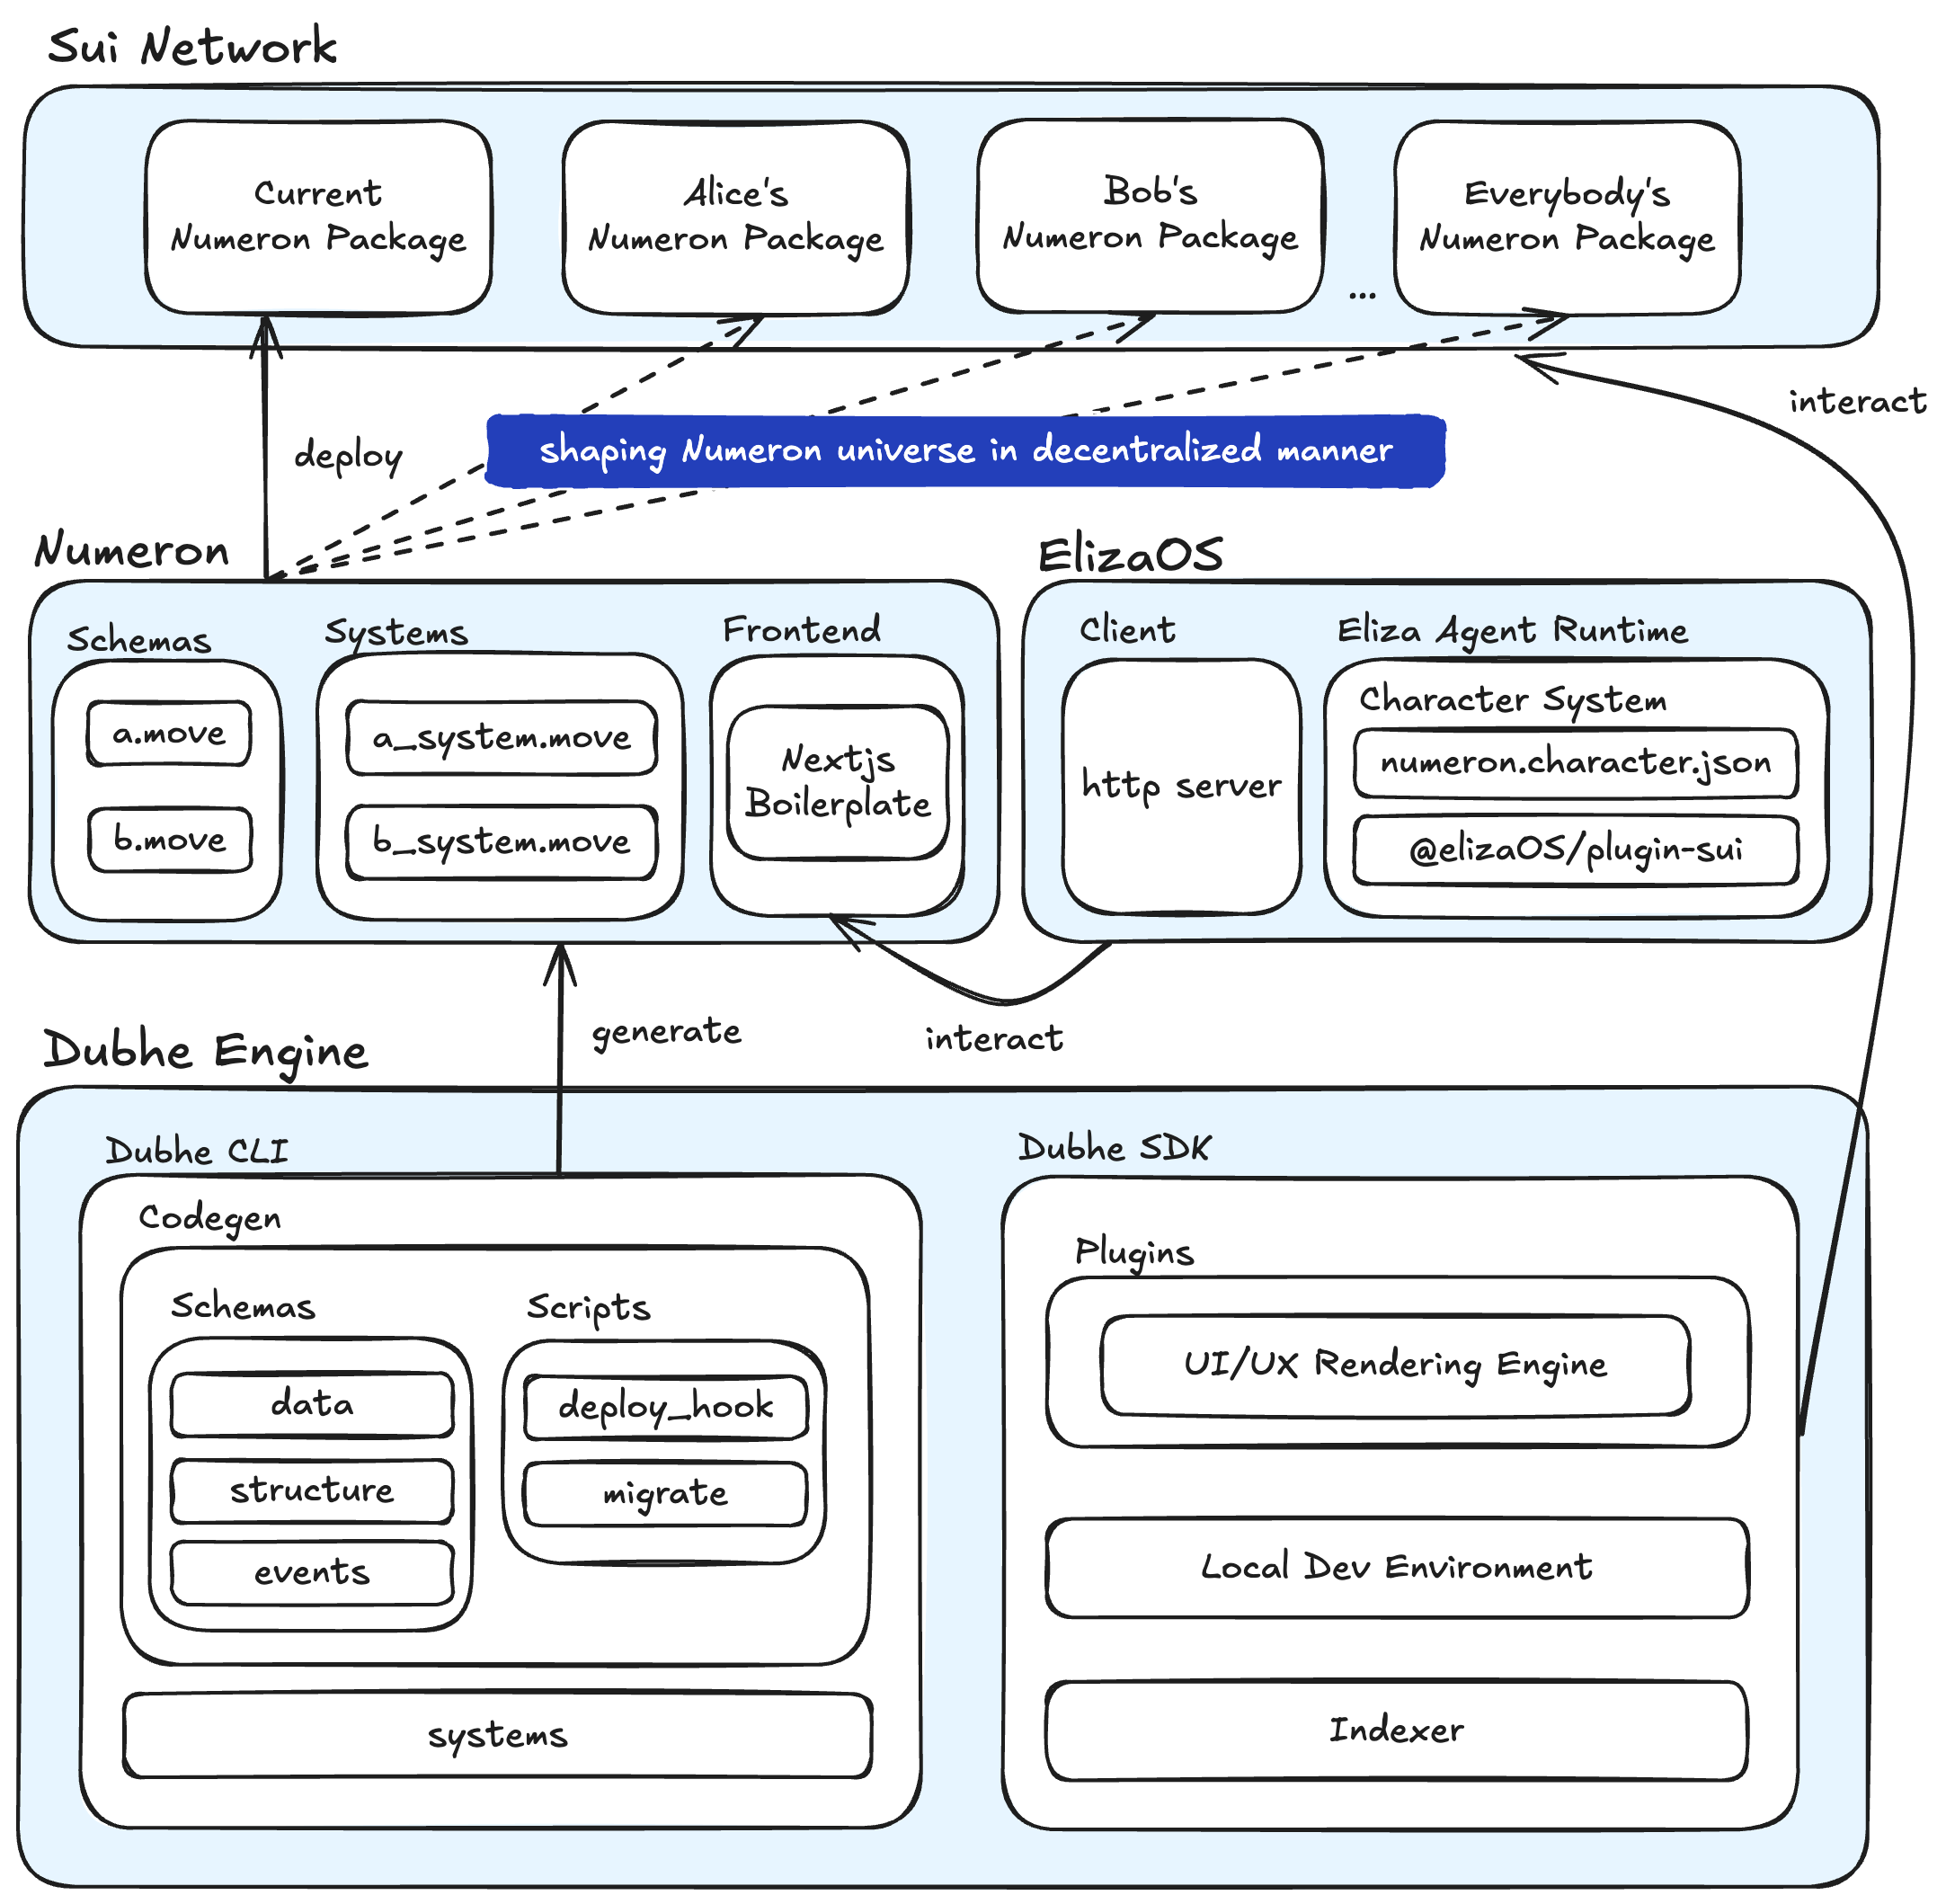 Sui Network
Current
Numeron Package
Alice's
Numeron Package
Bob's
Numeron Package
...
Everybody's
Numeron Package
interact
deploy
shaping Numeron universe in decentralized manner
Numeron
Schemas
a.move
b.move
Systems
a_system.move
b_system.move
Frontend
Nextjs
Boilerplate
ElizaOS
Client
http server
Eliza Agent Runtime
Character System
numeron.character.json
@elizaOS/plugin-sui
generate
interact
Dubhe Engine
Dubhe CLI
Codegen
Schemas
data
structure
events
Scripts
deploy_hook
migrate
systems
Dubhe SDK
Plugins
UI/UX Rendering Engine
Local Dev Environment
Indexer